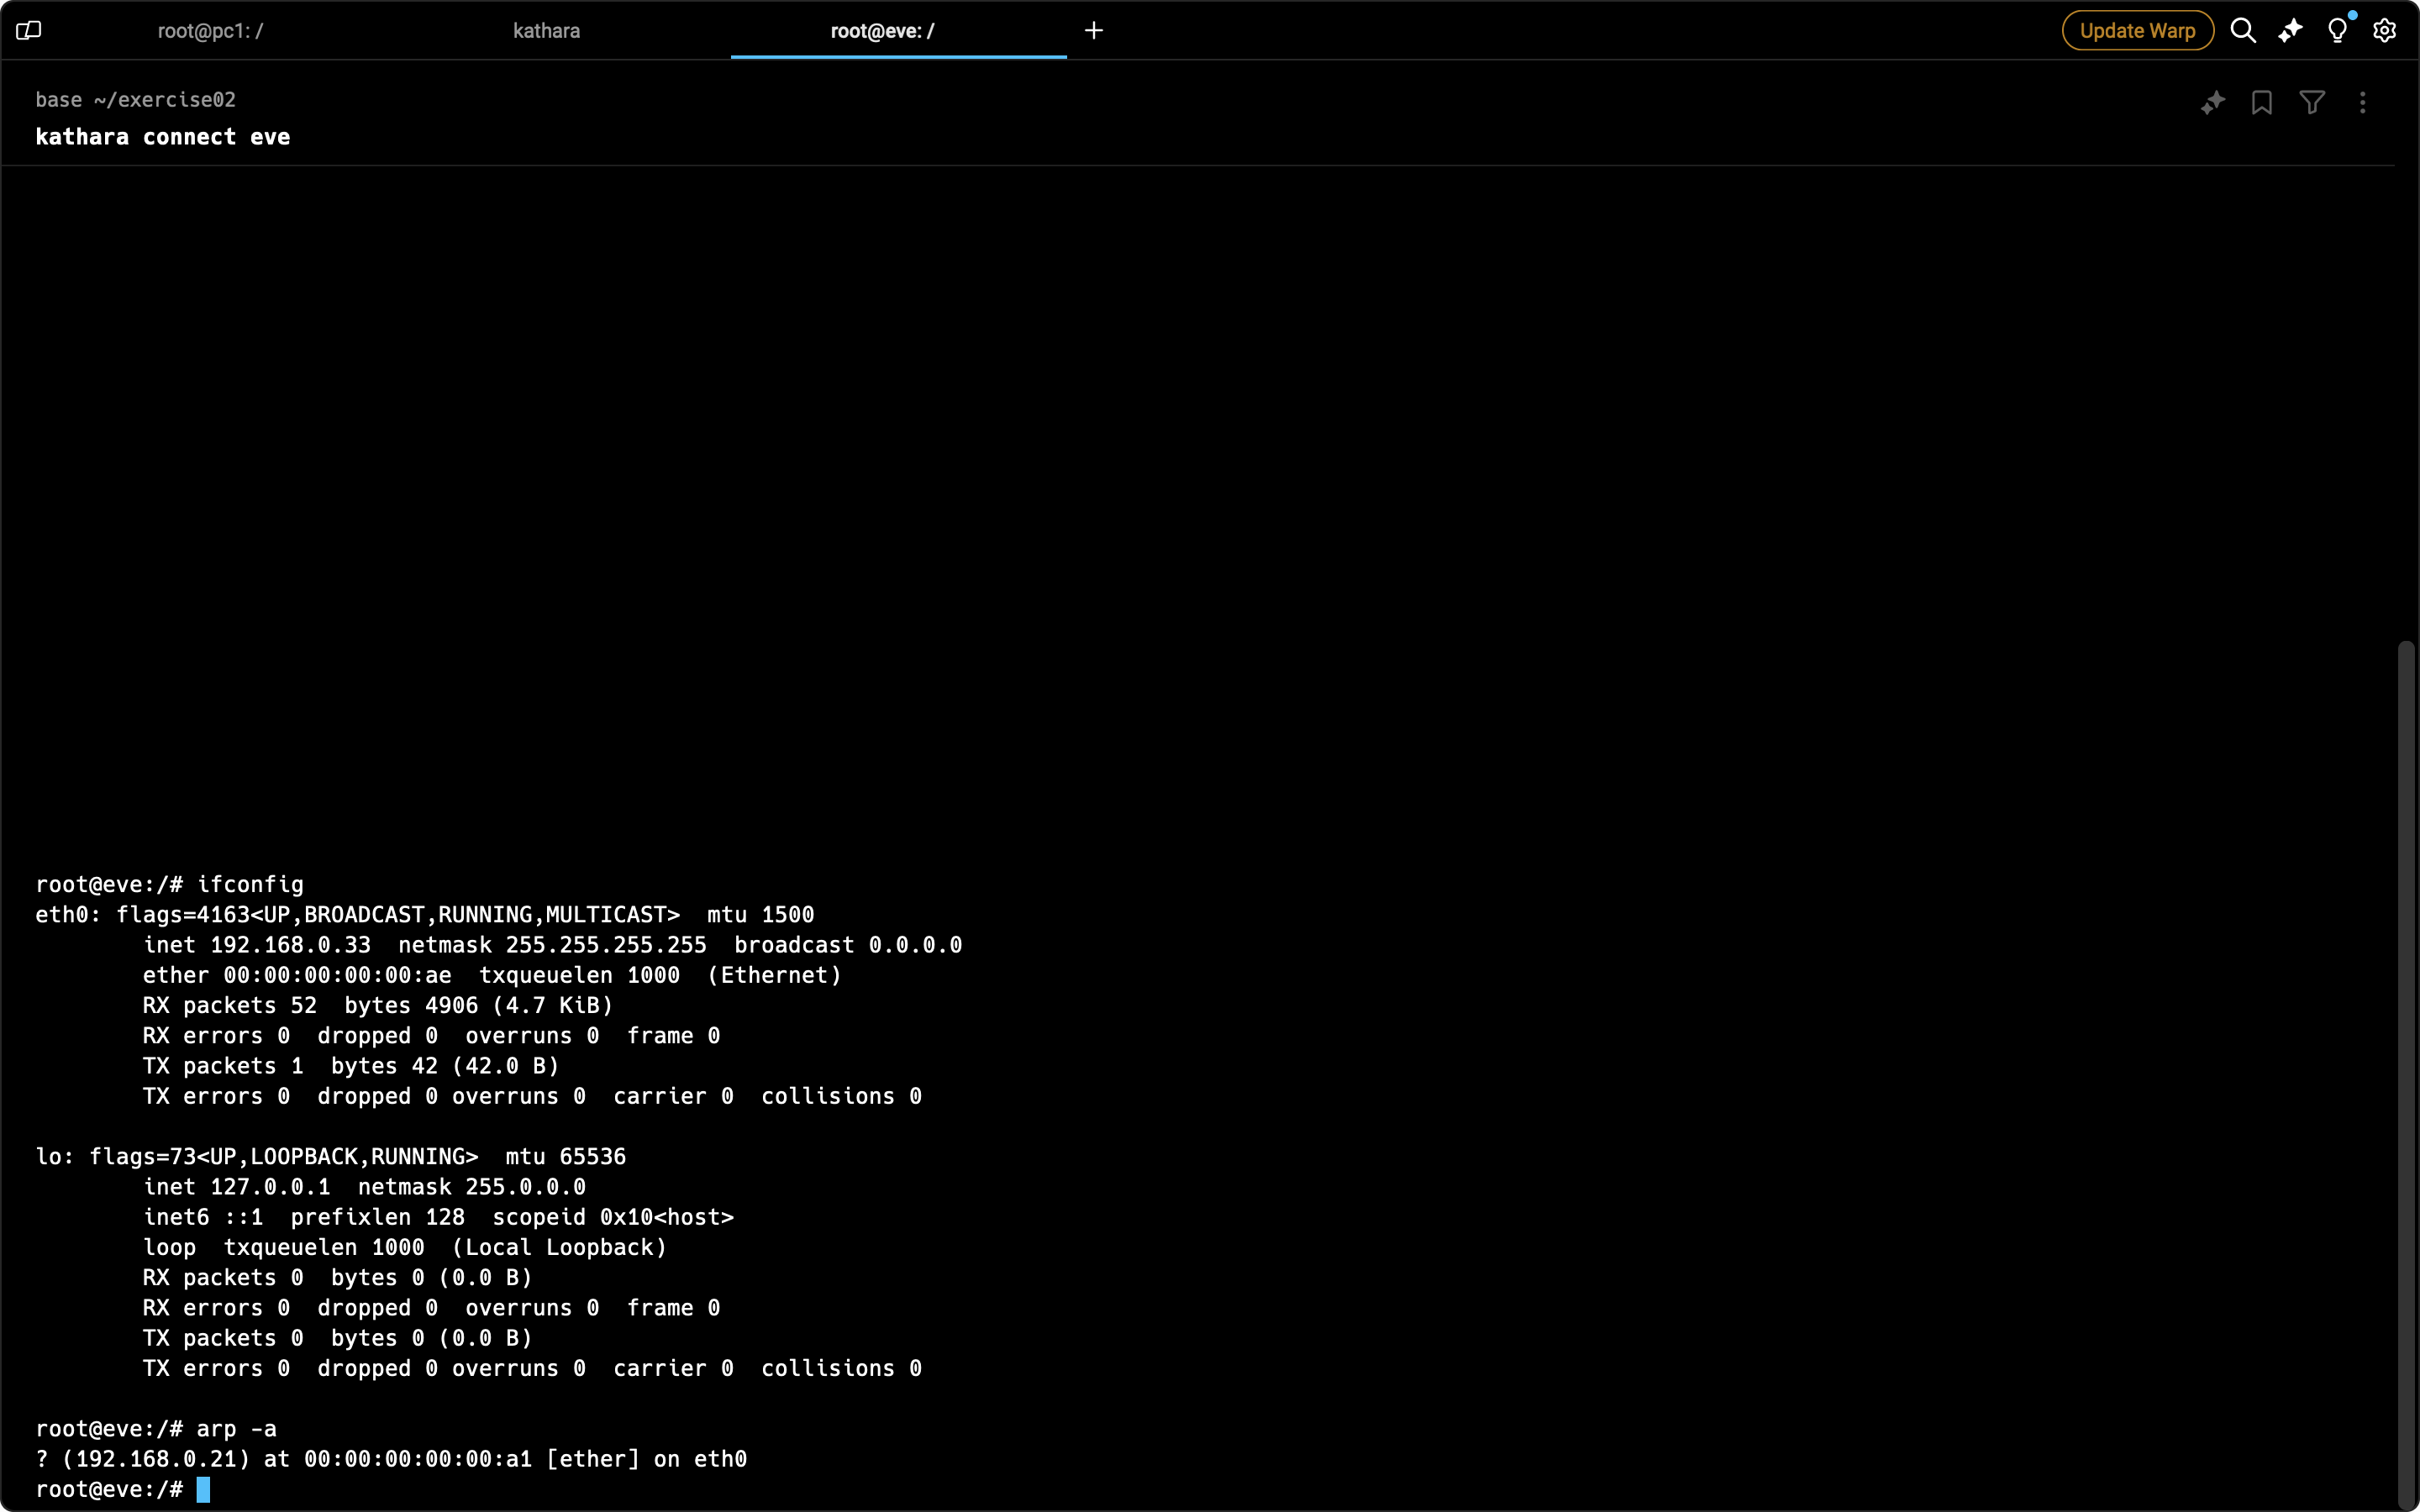 root@pc1: /
kathara
root@eve: /
Update Warp
base ~/exercise02
kathara connect eve
root@eve:/# ifconfig
eth0: flags=4163<UP,BROADCAST,RUNNING,MULTICAST>  mtu 1500
        inet 192.168.0.33  netmask 255.255.255.255  broadcast 0.0.0.0
        ether 00:00:00:00:00:ae  txqueuelen 1000  (Ethernet)
        RX packets 52  bytes 4906 (4.7 KiB)
        RX errors 0  dropped 0  overruns 0  frame 0
        TX packets 1  bytes 42 (42.0 B)
        TX errors 0  dropped 0 overruns 0  carrier 0  collisions 0
lo: flags=73<UP,LOOPBACK,RUNNING>  mtu 65536
        inet 127.0.0.1  netmask 255.0.0.0
        inet6 ::1  prefixlen 128  scopeid 0x10<host>
        loop  txqueuelen 1000  (Local Loopback)
        RX packets 0  bytes 0 (0.0 B)
        RX errors 0  dropped 0  overruns 0  frame 0
        TX packets 0  bytes 0 (0.0 B)
        TX errors 0  dropped 0 overruns 0  carrier 0  collisions 0
root@eve:/# arp -a
? (192.168.0.21) at 00:00:00:00:00:a1 [ether] on eth0
root@eve:/#